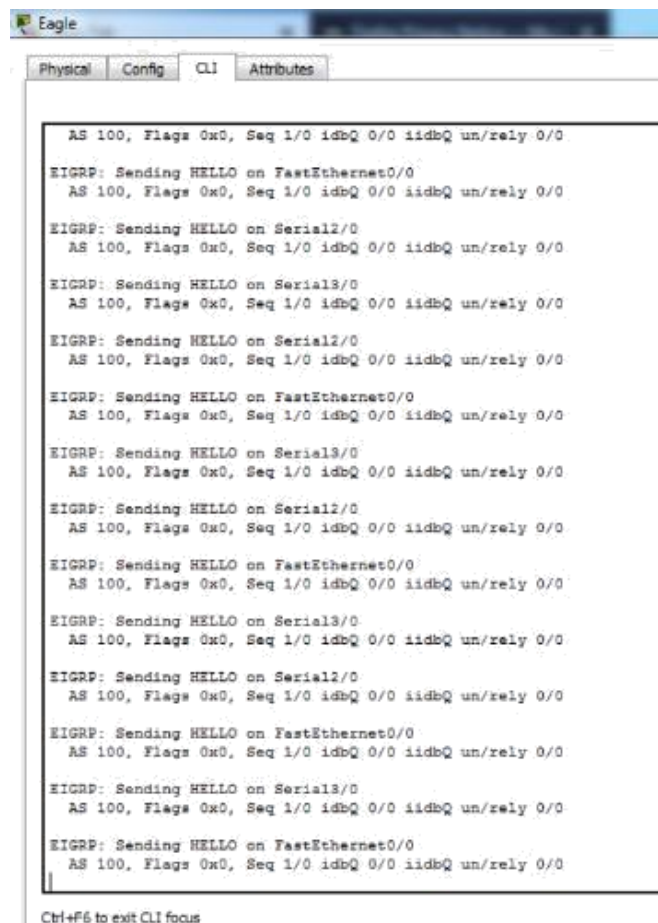 Eagle
Physical Config CLI Attributes
AS 100, Flags 0x0, Seq 1/0 idbQ 0/0 iidbQ un/rely 0/0
EIGRP: Sending HELLO on FastEthernet0/0
AS 100, Flags 0x0, Seq 1/0 idbQ 0/0 iidbQ un/rely 0/0
EIGRP: Sending HELLO on Serial2/0
AS 100, Flags 0x0, Seq 1/0 idbQ 0/0 iidbQ un/rely 0/0
EIGRP: Sending HELLO on Serial3/0
AS 100, Flags 0x0, Seq 1/0 idbQ 0/0 iidbQ un/rely 0/0
EIGRP: Sending HELLO on Serial2/0
AS 100, Flags 0x0, Seq 1/0 idbQ 0/0 iidbQ un/rely 0/0
EIGRP: Sending HELLO on FastEthernet0/0
AS 100, Flags 0x0, Seq 1/0 idbQ 0/0 iidbQ un/rely 0/0
EIGRP: Sending HELLO on Serial3/0
AS 100, Flags 0x0, Seq 1/0 idbQ 0/0 iidbQ un/rely 0/0
EIGRP: Sending HELLO on Serial2/0
AS 100, Flags 0x0, Seq 1/0 idbQ 0/0 iidbQ un/rely 0/0
EIGRP: Sending HELLO on FastEthernet0/0
AS 100, Flags 0x0, Seq 1/0 idbQ 0/0 iidbQ un/rely 0/0
EIGRP: Sending HELLO on Serial3/0
AS 100, Flags 0x0, Seq 1/0 idbQ 0/0 iidbQ un/rely 0/0
EIGRP: Sending HELLO on Serial2/0
AS 100, Flags 0x0, Seq 1/0 idbQ 0/0 iidbQ un/rely 0/0
EIGRP: Sending HELLO on FastEthernet0/0
AS 100, Flags 0x0, Seq 1/0 idbQ 0/0 iidbQ un/rely 0/0
EIGRP: Sending HELLO on Serial3/0
AS 100, Flags 0x0, Seq 1/0 idbQ 0/0 iidbQ un/rely 0/0
EIGRP: Sending HELLO on FastEthernet0/0
AS 100, Flags 0x0, Seq 1/0 idbQ 0/0 iidbQ un/rely 0/0
Ctrl+F6 to exit CLI focus